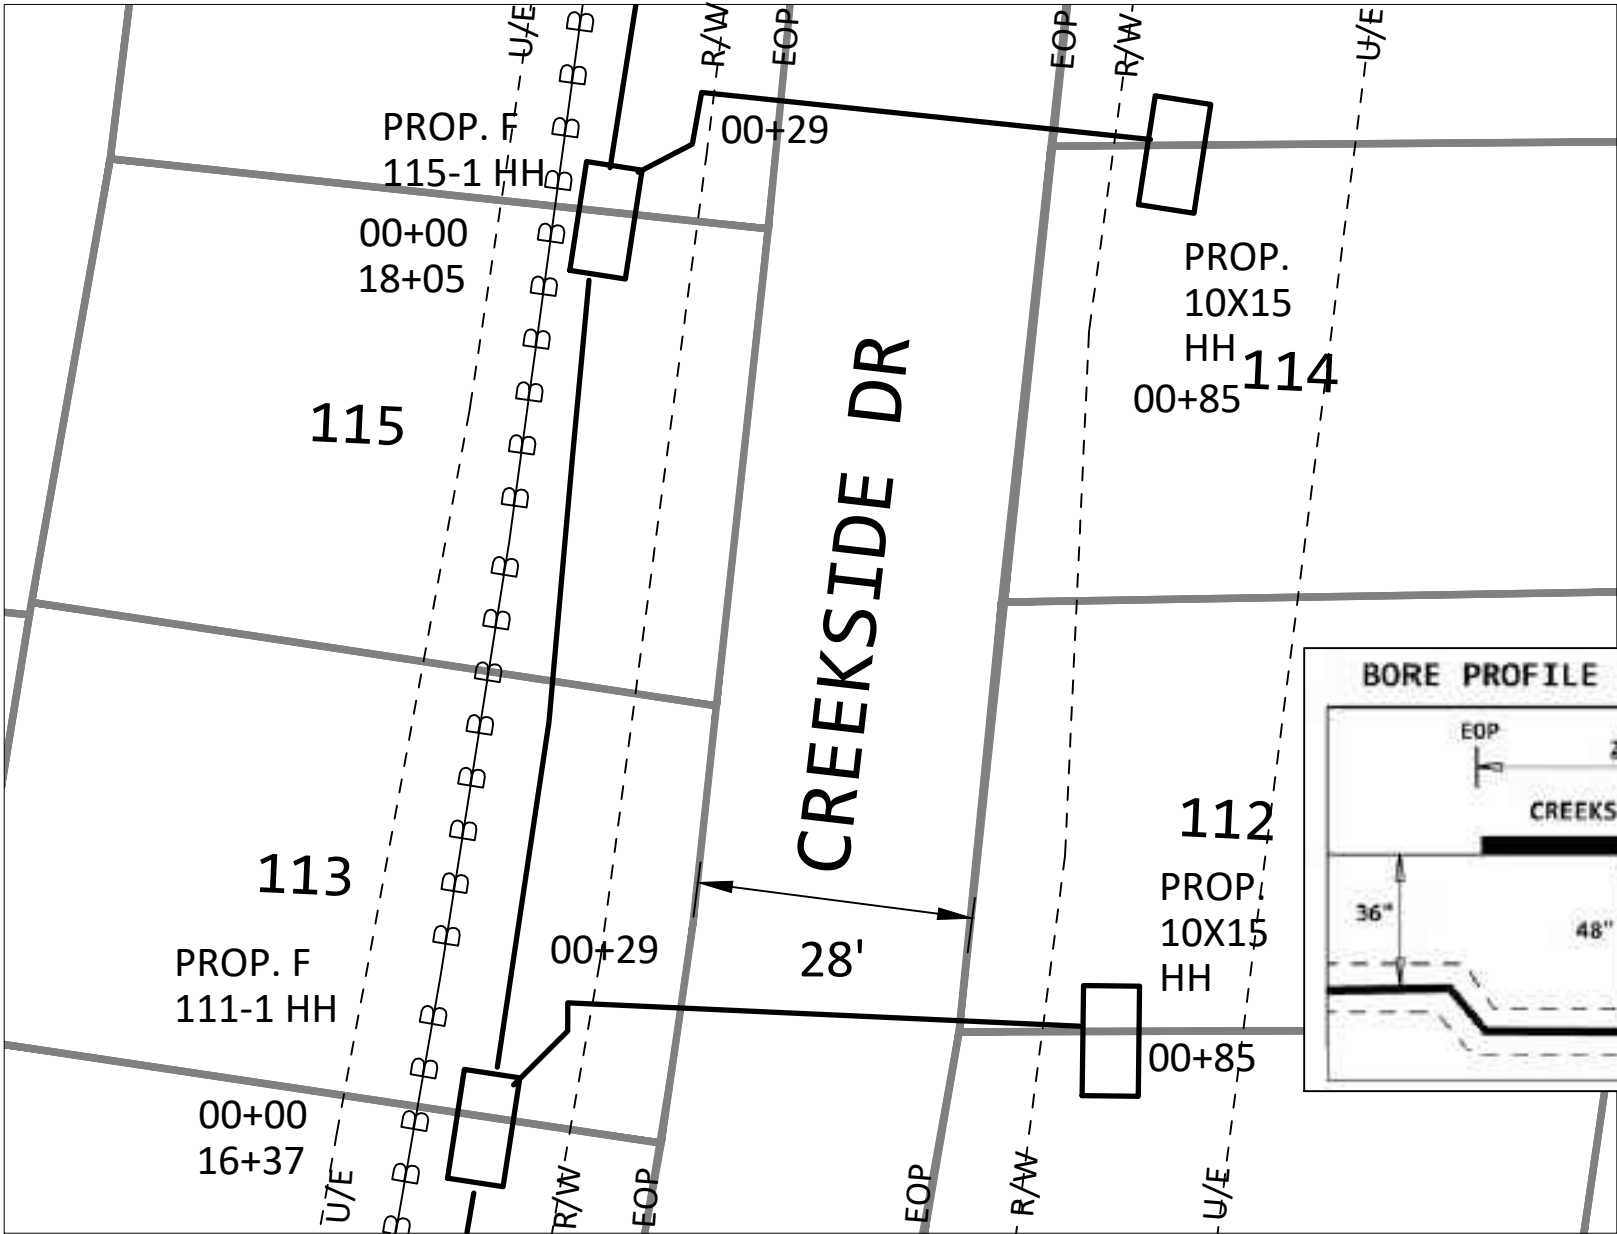 U/E
R/W
EOP
EOP
R/W
U/E
PROP. F
115-1 HH
00+29
00+00
18+05
PROP.
10X15
HH
114
00+85
115
CREEKSIDE DR
B B B B B B B B B B B B B B B B B B B B B B B B
BORE PROFILE
EOP
CREEKS
36"
48"
112
PROP.
10X15
HH
113
PROP. F
111-1 HH
00+29
28'
00+85
00+00
16+37
U/E
R/W
EOP
EOP
R/W
U/E